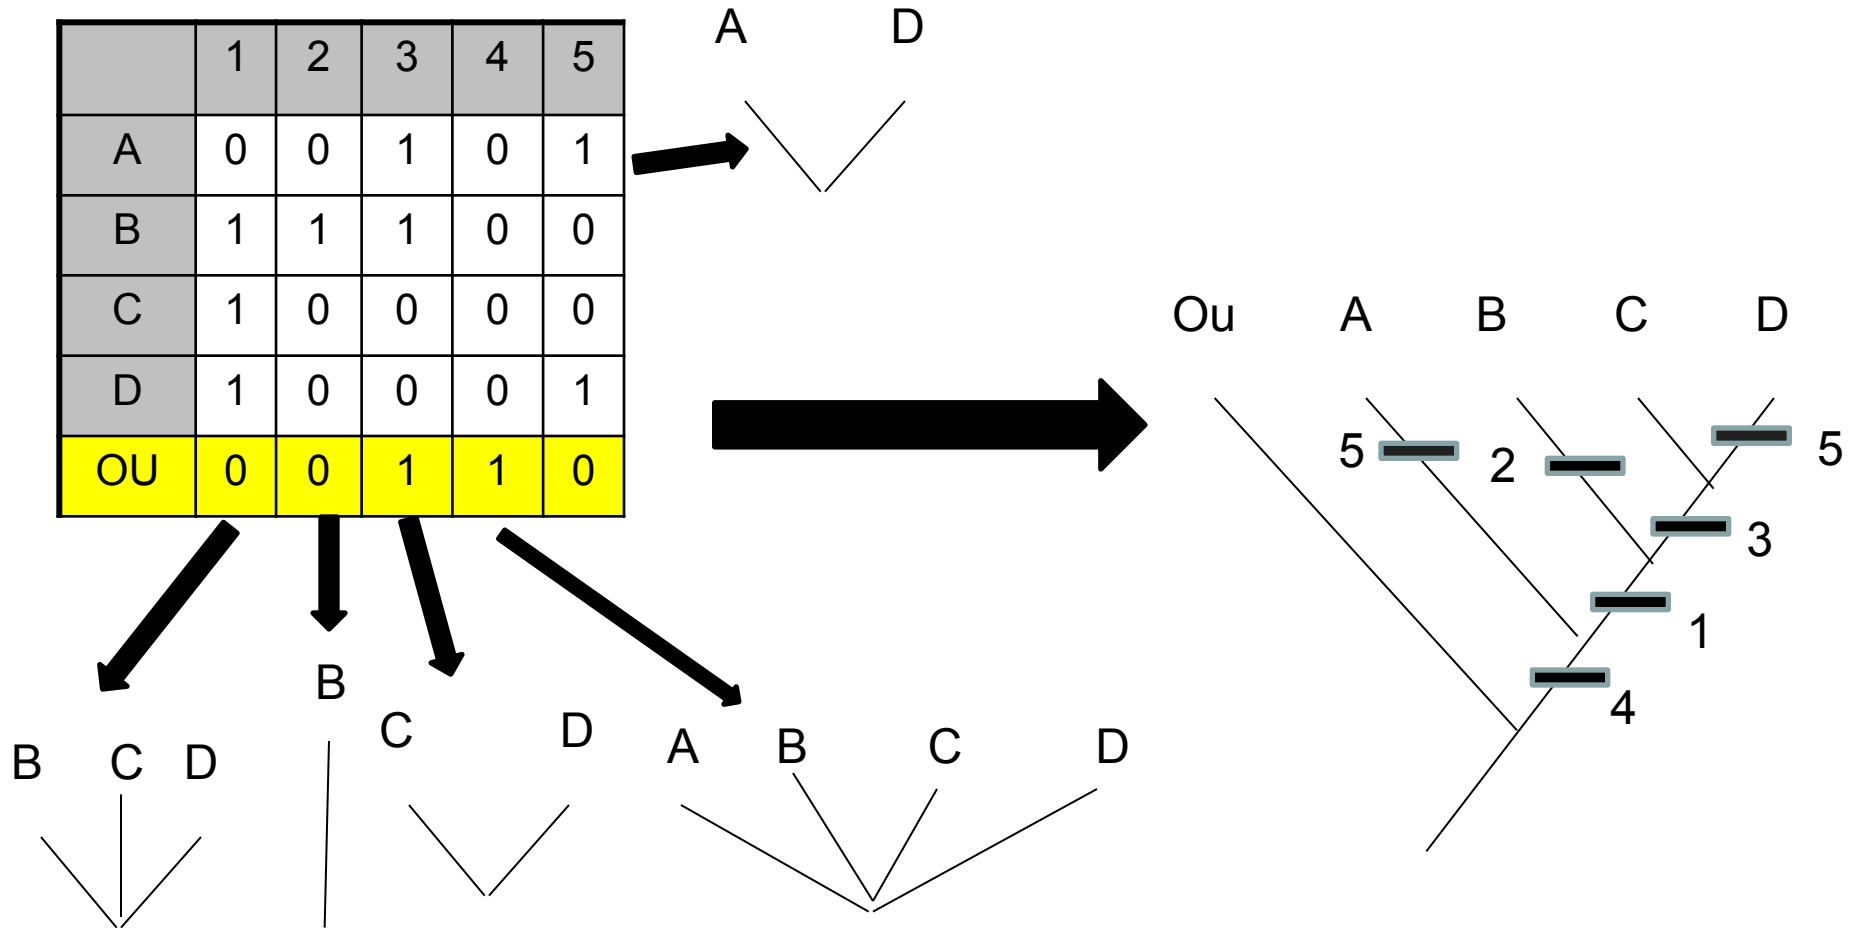 1 2 3 4 5
A 0 0 1 0 1
B 1 1 1 0 0
C 1 0 0 0 0
D 1 0 0 0 1
OU 0 0 1 1 0
A D
Ou A B C D
5 2 5
3
1
4
B
C D
B C D
A B C D